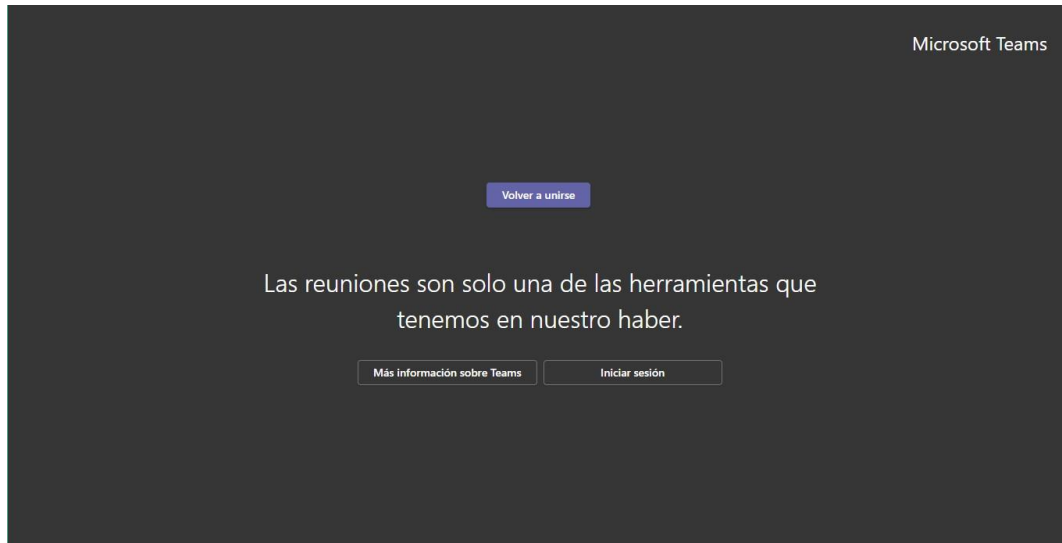 Microsoft Teams
Volver a unirse
Las reuniones son solo una de las herramientas que
tenemos en nuestro haber.
Más información sobre Teams
Iniciar sesión